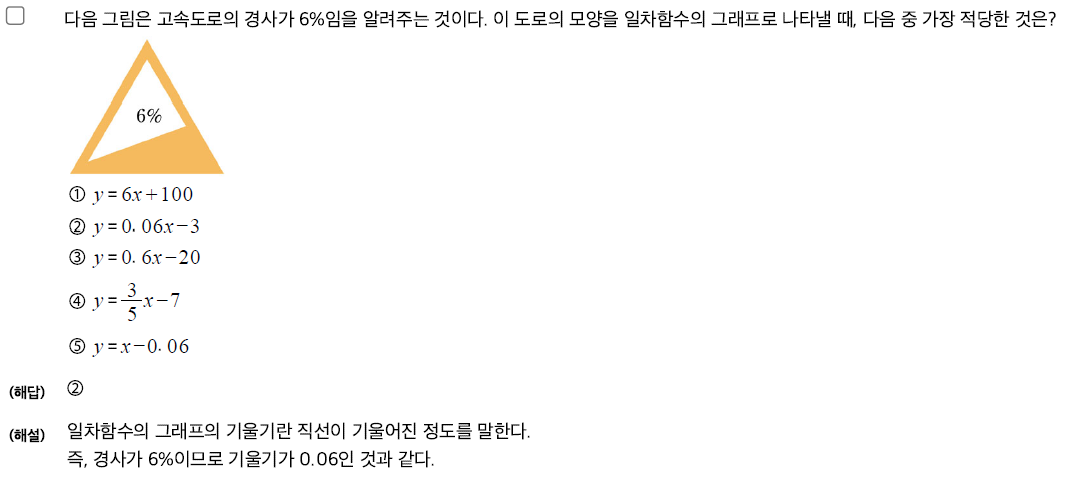 다음 그림은 고속도로의 경사가 6%임을 알려주는 것이다. 이 도로의 모양을 일차함수의 그래프로 나타낼 때, 다음 중 가장 적당한 것은?
6%
① y=6x+100
② y=0.06x-3
③ y=0.6x-20
④ y=3/5x-7
⑤ y=x-0.06
(해답) ②
(해설) 일차함수의 그래프의 기울기란 직선이 기울어진 정도를 말한다.
즉, 경사가 6%이므로 기울기가 0.06인 것과 같다.